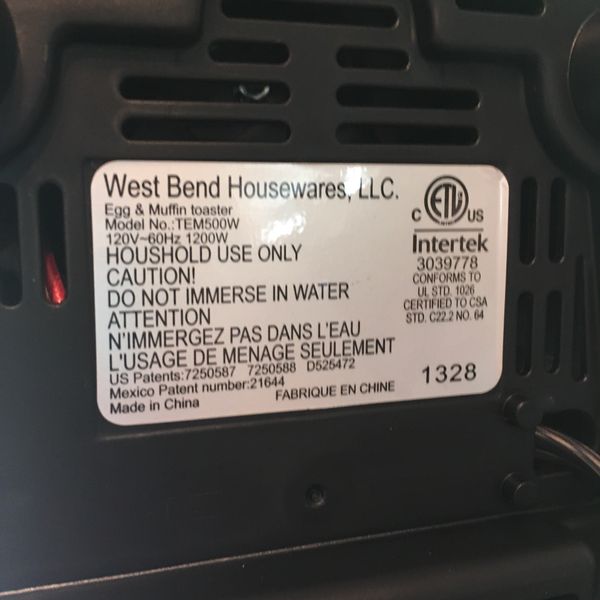 West Bend Housewares, LLC.
Egg & Muffin toaster
Model No.:TEM500W
120V~60Hz 1200W
HOUSHOLD USE ONLY
CAUTION!
DO NOT IMMERSE IN WATER
ATTENTION
N'IMMERGEZ PAS DANS L'EAU
L'USAGE DE MENAGE SEULEMENT
US Patents:7250587 7250588 D525472
Mexico Patent number:21644
Made in China
FABRIQUE EN CHINE
C ETL US
Intertek
3039778
CONFORMS TO
UL STD. 1026
CERTIFIED TO CSA
STD. C22.2 NO. 64
1328